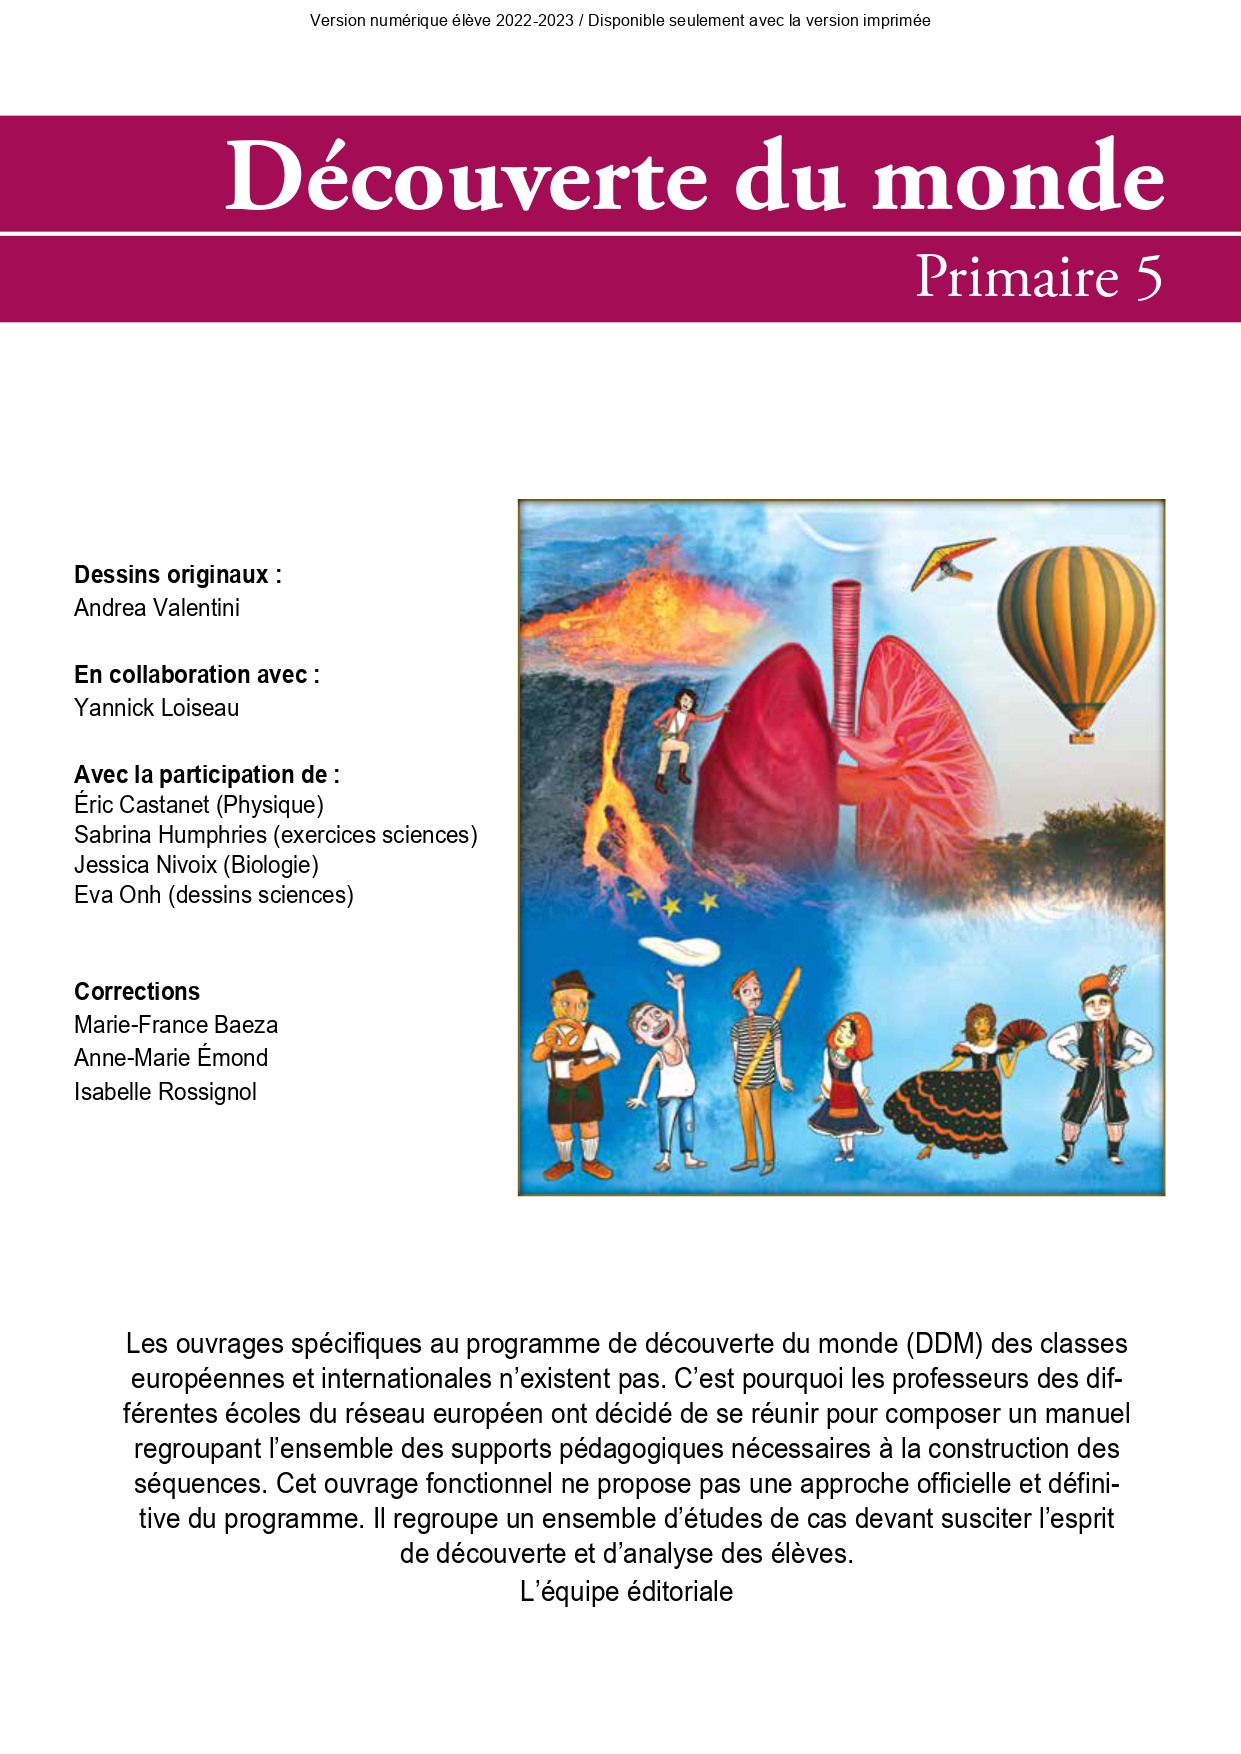 Version numérique élève 2022-2023 / Disponible seulement avec la version imprimée
Découverte du monde
Primaire 5
Dessins originaux :
Andrea Valentini
En collaboration avec :
Yannick Loiseau
Avec la participation de :
Éric Castanet (Physique)
Sabrina Humphries (exercices sciences)
Jessica Nivoix (Biologie)
Eva Onh (dessins sciences)
Corrections
Marie-France Baeza
Anne-Marie Émond
Isabelle Rossignol
Les ouvrages spécifiques au programme de découverte du monde (DDM) des classes
européennes et internationales n’existent pas. C’est pourquoi les professeurs des dif-
férentes écoles du réseau européen ont décidé de se réunir pour composer un manuel
regroupant l’ensemble des supports pédagogiques nécessaires à la construction des
séquences. Cet ouvrage fonctionnel ne propose pas une approche officielle et défini-
tive du programme. Il regroupe un ensemble d’études de cas devant susciter l’esprit
de découverte et d’analyse des élèves.
L’équipe éditoriale